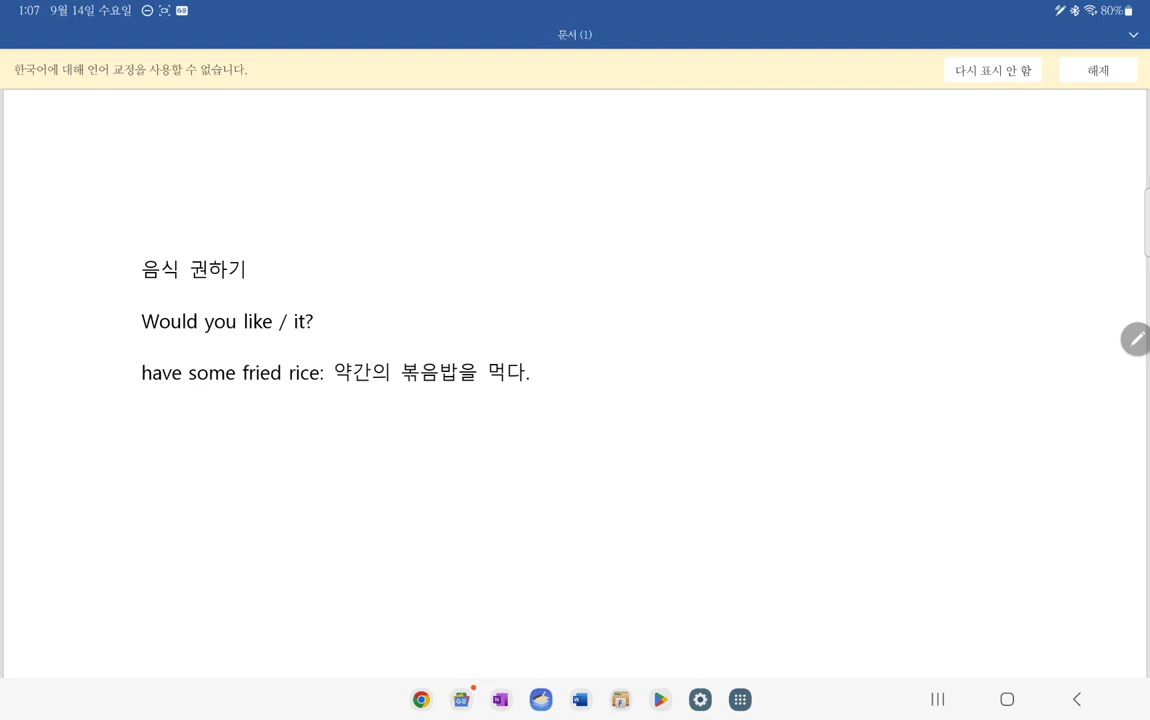 1:07 9월 14일 수요일 80%
문서 (1)
한국어에 대해 언어 교정을 사용할 수 없습니다. 다시 표시 안 함 해제
음식 권하기
Would you like / it?
have some fried rice: 약간의 볶음밥을 먹다.